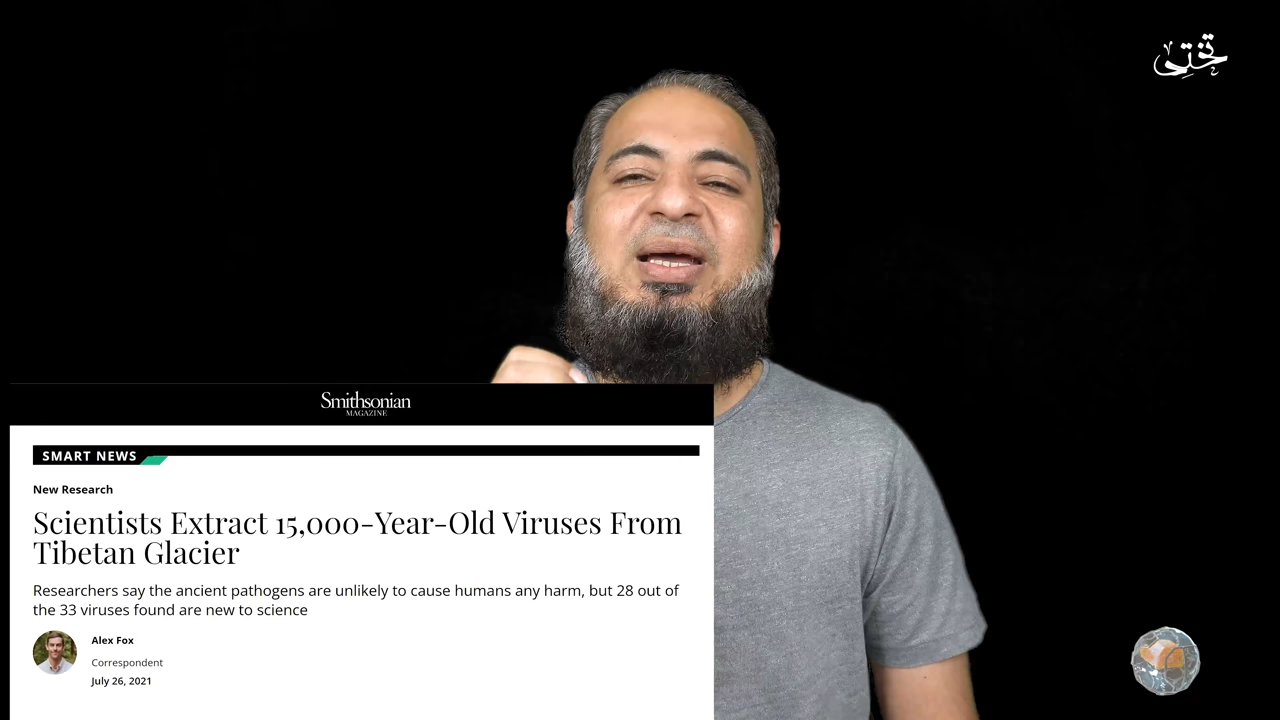 تختی
Smithsonian
MAGAZINE
SMART NEWS
New Research
Scientists Extract 15,000-Year-Old Viruses From
Tibetan Glacier
Researchers say the ancient pathogens are unlikely to cause humans any harm, but 28 out of
the 33 viruses found are new to science
Alex Fox
Correspondent
July 26, 2021